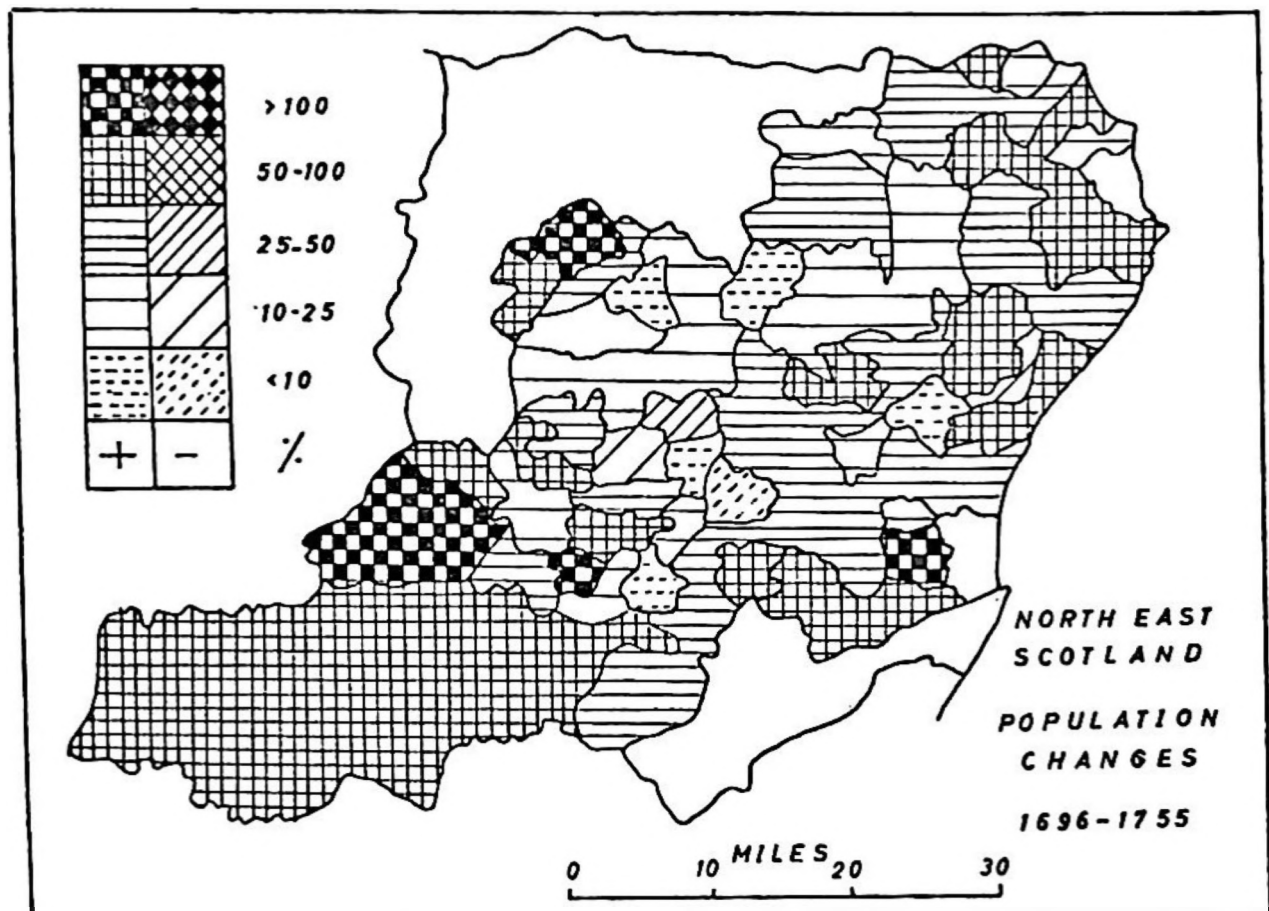 > 100
50-100
25-50
10-25
< 10
+ - %
NORTH EAST
SCOTLAND
POPULATION
CHANGES
1696-1755
MILES
0 10 20 30